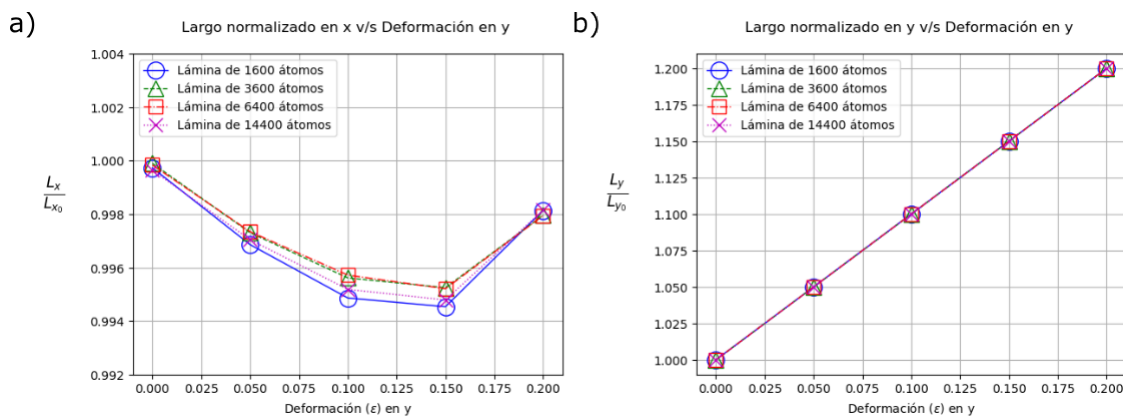 a)
Largo normalizado en x v/s Deformación en y
1.004
1.002
1.000
0.998
0.996
0.994
0.992
L_x
L_{x_0}
Lámina de 1600 átomos
Lámina de 3600 átomos
Lámina de 6400 átomos
Lámina de 14400 átomos
0.000 0.025 0.050 0.075 0.100 0.125 0.150 0.175 0.200
Deformación (ε) en y
b)
Largo normalizado en y v/s Deformación en y
1.200
1.175
1.150
1.125
1.100
1.075
1.050
1.025
1.000
L_y
L_{y_0}
Lámina de 1600 átomos
Lámina de 3600 átomos
Lámina de 6400 átomos
Lámina de 14400 átomos
0.000 0.025 0.050 0.075 0.100 0.125 0.150 0.175 0.200
Deformación (ε) en y